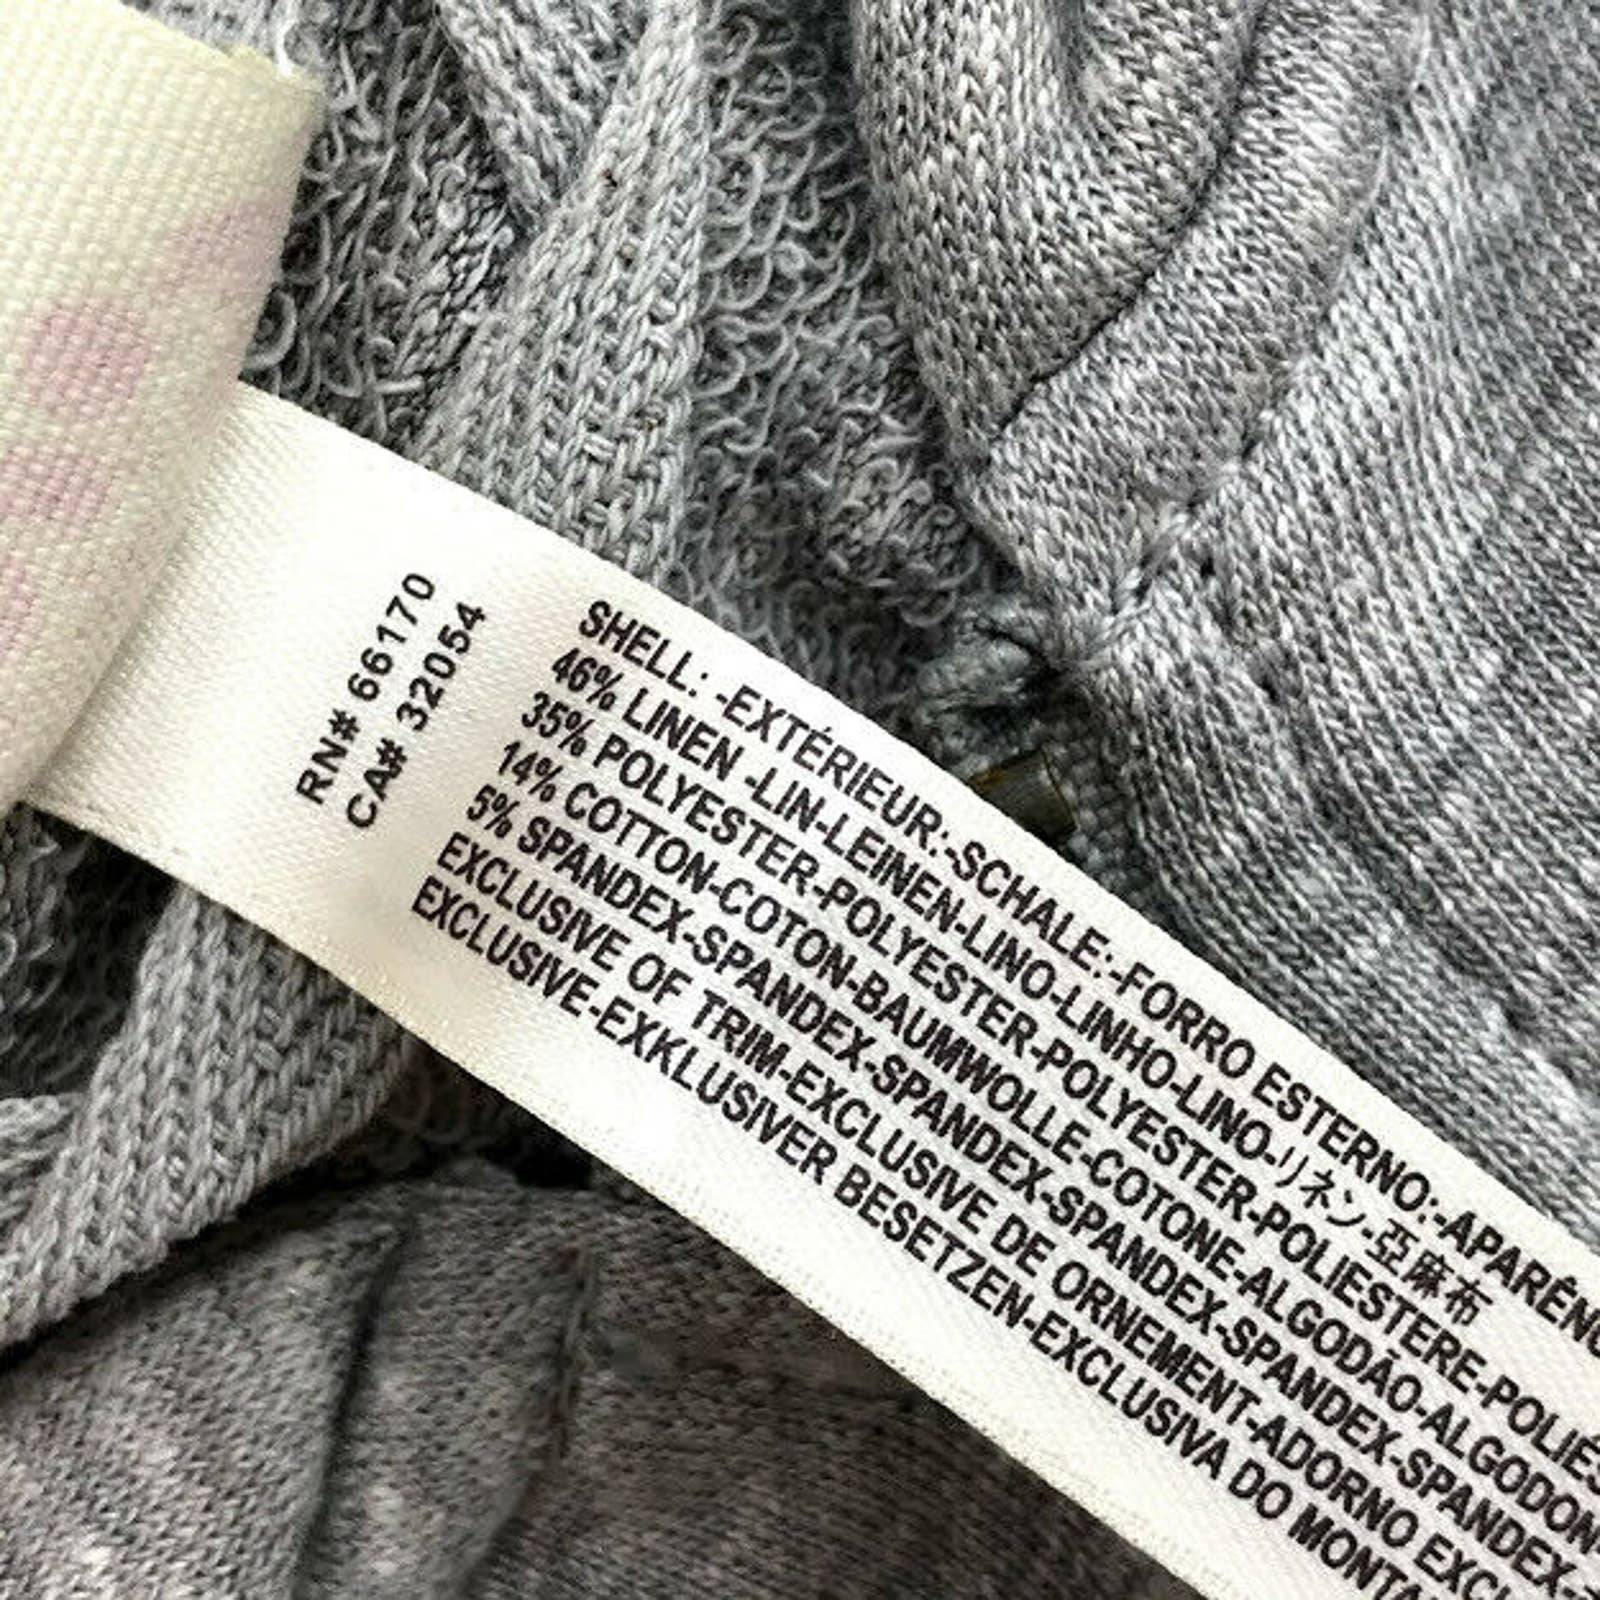 RN# 66170
CA# 32054
SHELL: -EXTÉRIEUR:-SCHALE:-FORRO ESTERNO:-APARÊNC
46% LINEN -LIN-LEINEN-LINO-LINHO-LINO-リネン-亞麻布
35% POLYESTER-POLYESTER-POLYESTER-POLIESTERE-POLIÉS
14% COTTON-COTON-BAUMWOLLE-COTONE-ALGODÃO-ALGODON-
5% SPANDEX-SPANDEX-SPANDEX-SPANDEX-SPANDEX-SPANDEX-
EXCLUSIVE OF TRIM-EXCLUSIVE DE ORNEMENT-ADORNO EXCL
EXCLUSIVE-EXKLUSIVER BESETZEN-EXCLUSIVA DO MONTA